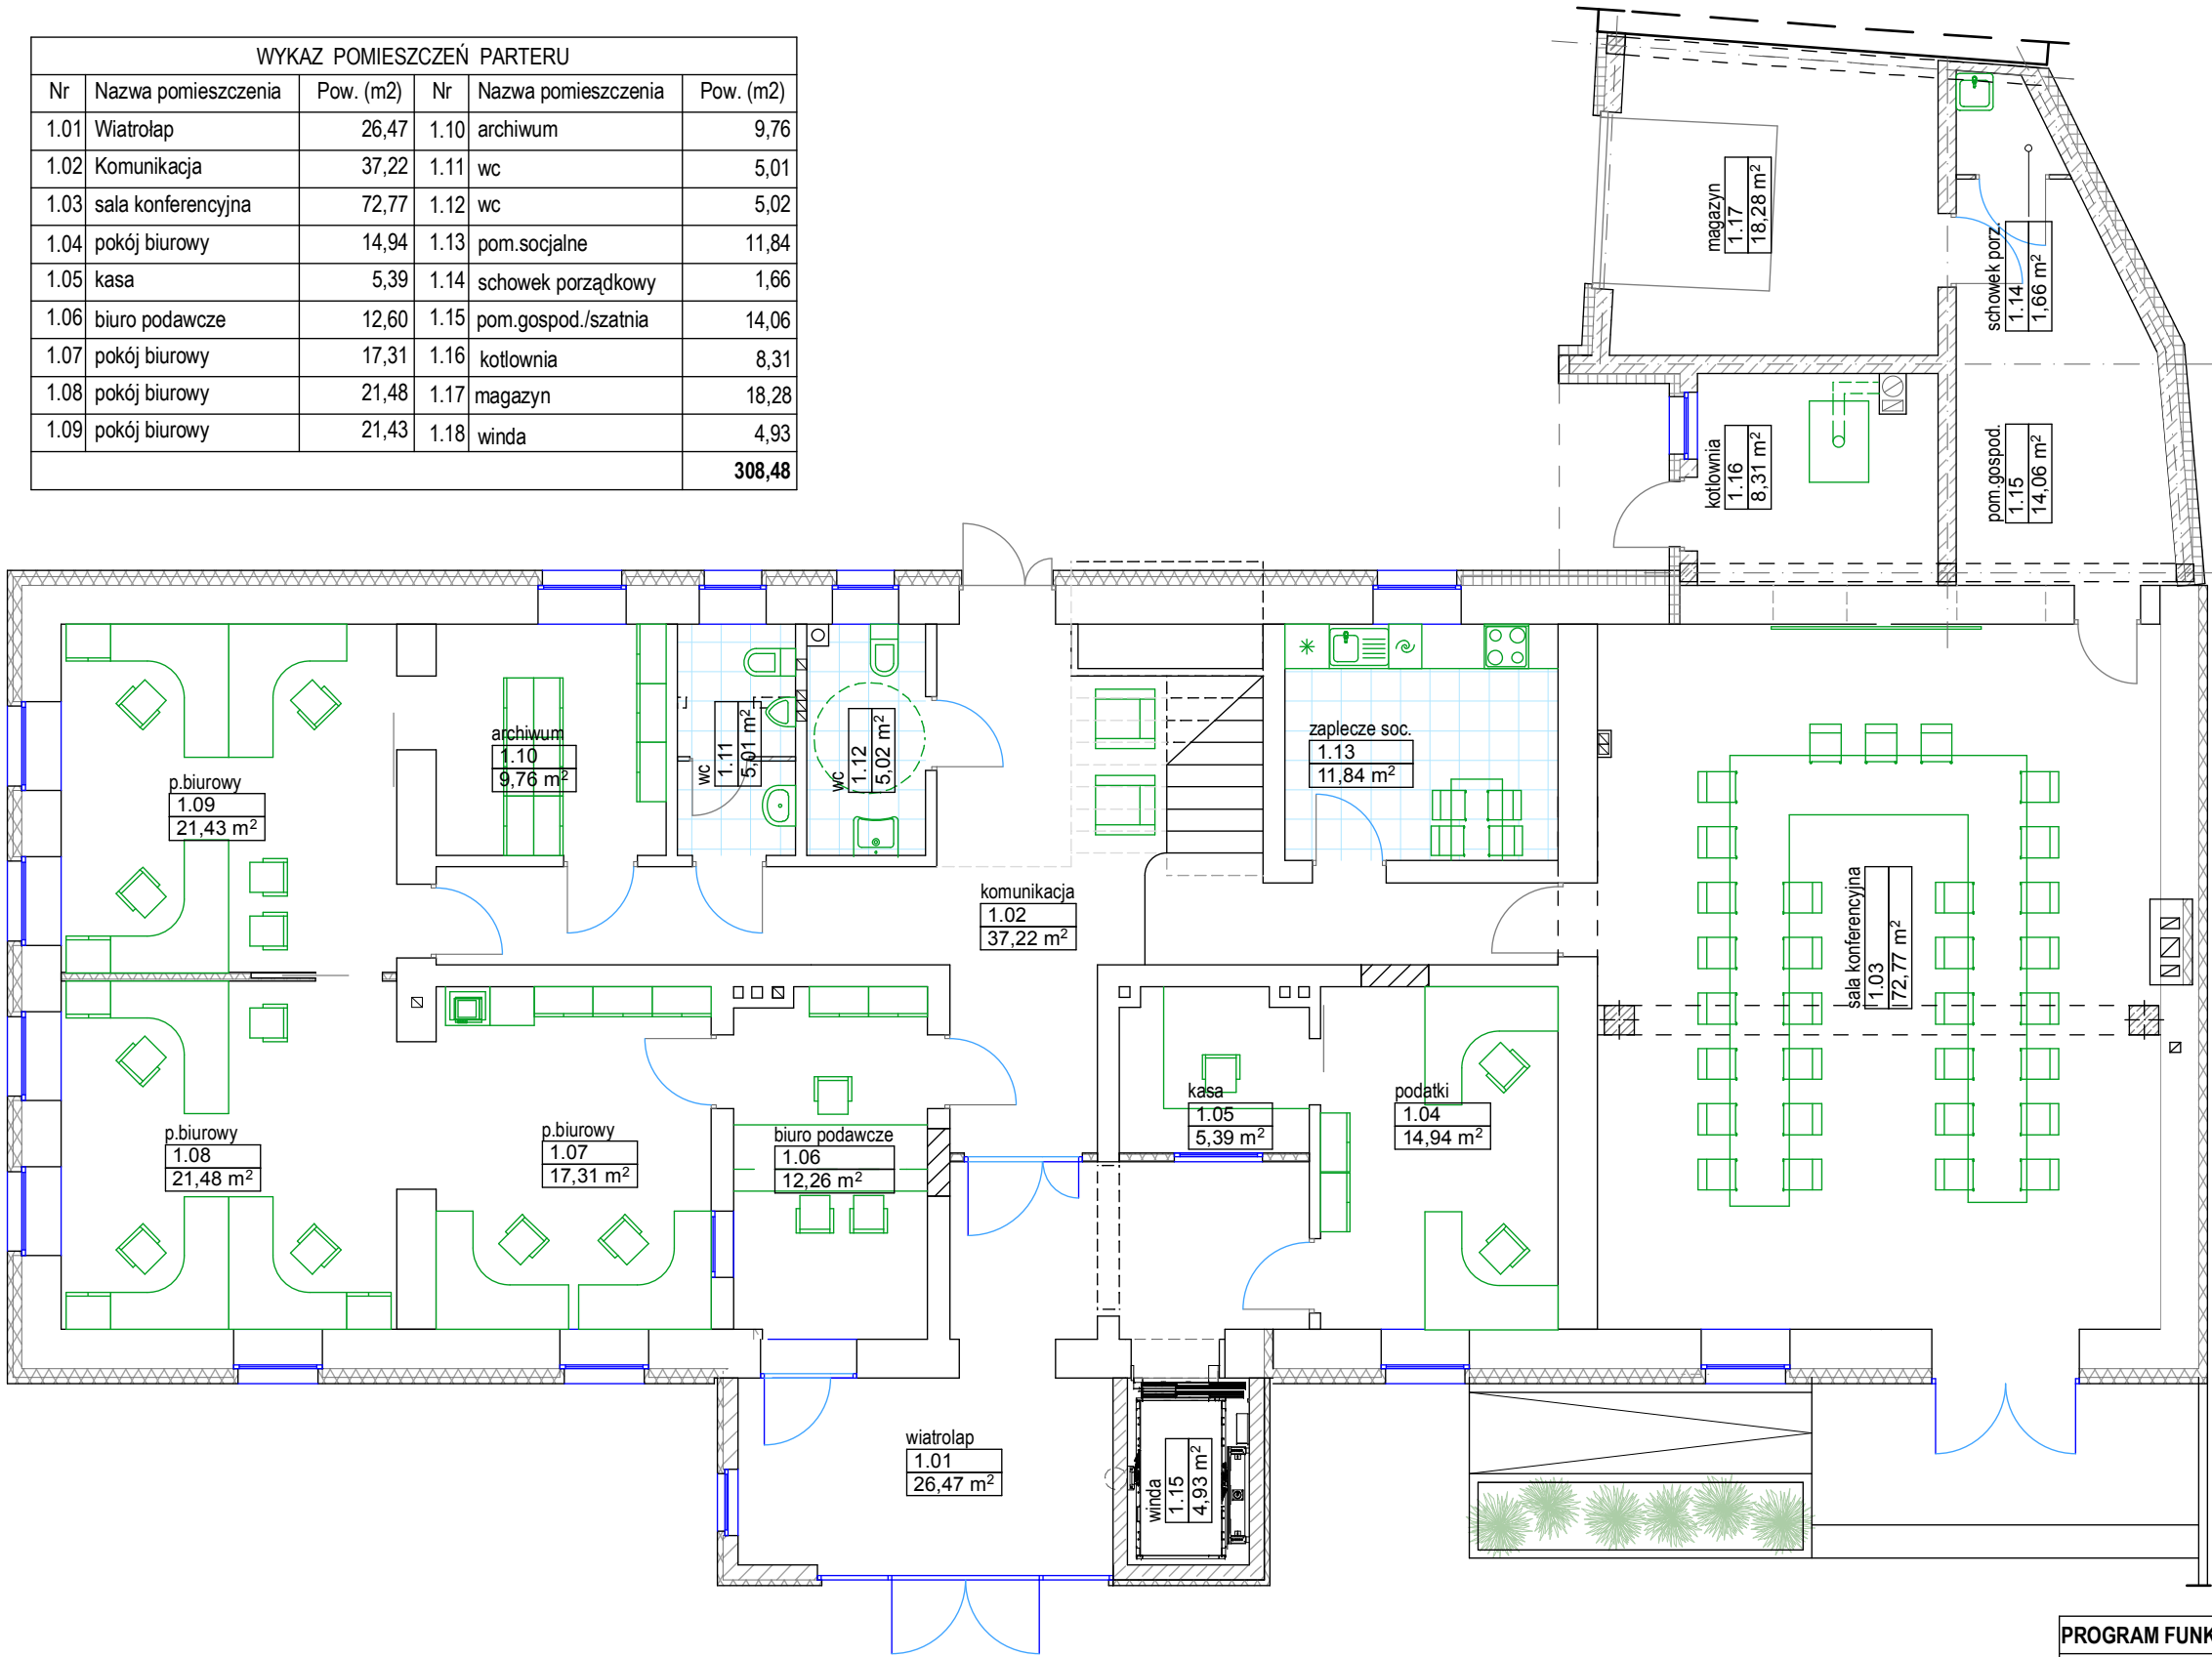 WYKAZ POMIESZCZEŃ PARTERU
Nr Nazwa pomieszczenia Pow. (m2) Nr Nazwa pomieszczenia Pow. (m2)
1.01 Wiatrołap 26,47 1.10 archiwum 9,76
1.02 Komunikacja 37,22 1.11 wc 5,01
1.03 sala konferencyjna 72,77 1.12 wc 5,02
1.04 pokój biurowy 14,94 1.13 pom.socjalne 11,84
1.05 kasa 5,39 1.14 schowek porządkowy 1,66
1.06 biuro podawcze 12,60 1.15 pom.gospod./szatnia 14,06
1.07 pokój biurowy 17,31 1.16 kotlownia 8,31
1.08 pokój biurowy 21,48 1.17 magazyn 18,28
1.09 pokój biurowy 21,43 1.18 winda 4,93
308,48
magazyn
1.17
18,28 m²
schowek porz.
1.14
1,66 m²
kotlownia
1.16
8,31 m²
pom.gospod.
1.15
14,06 m²
p.biurowy
1.09
21,43 m²
archiwum
1.10
9,76 m²
wc
1.11
5,01 m²
wc
1.12
5,02 m²
zaplecze soc.
1.13
11,84 m²
komunikacja
1.02
37,22 m²
sala konferencyjna
1.03
72,77 m²
p.biurowy
1.08
21,48 m²
p.biurowy
1.07
17,31 m²
biuro podawcze
1.06
12,26 m²
kasa
1.05
5,39 m²
podatki
1.04
14,94 m²
wiatrolap
1.01
26,47 m²
winda
1.15
4,93 m²
PROGRAM FUNK